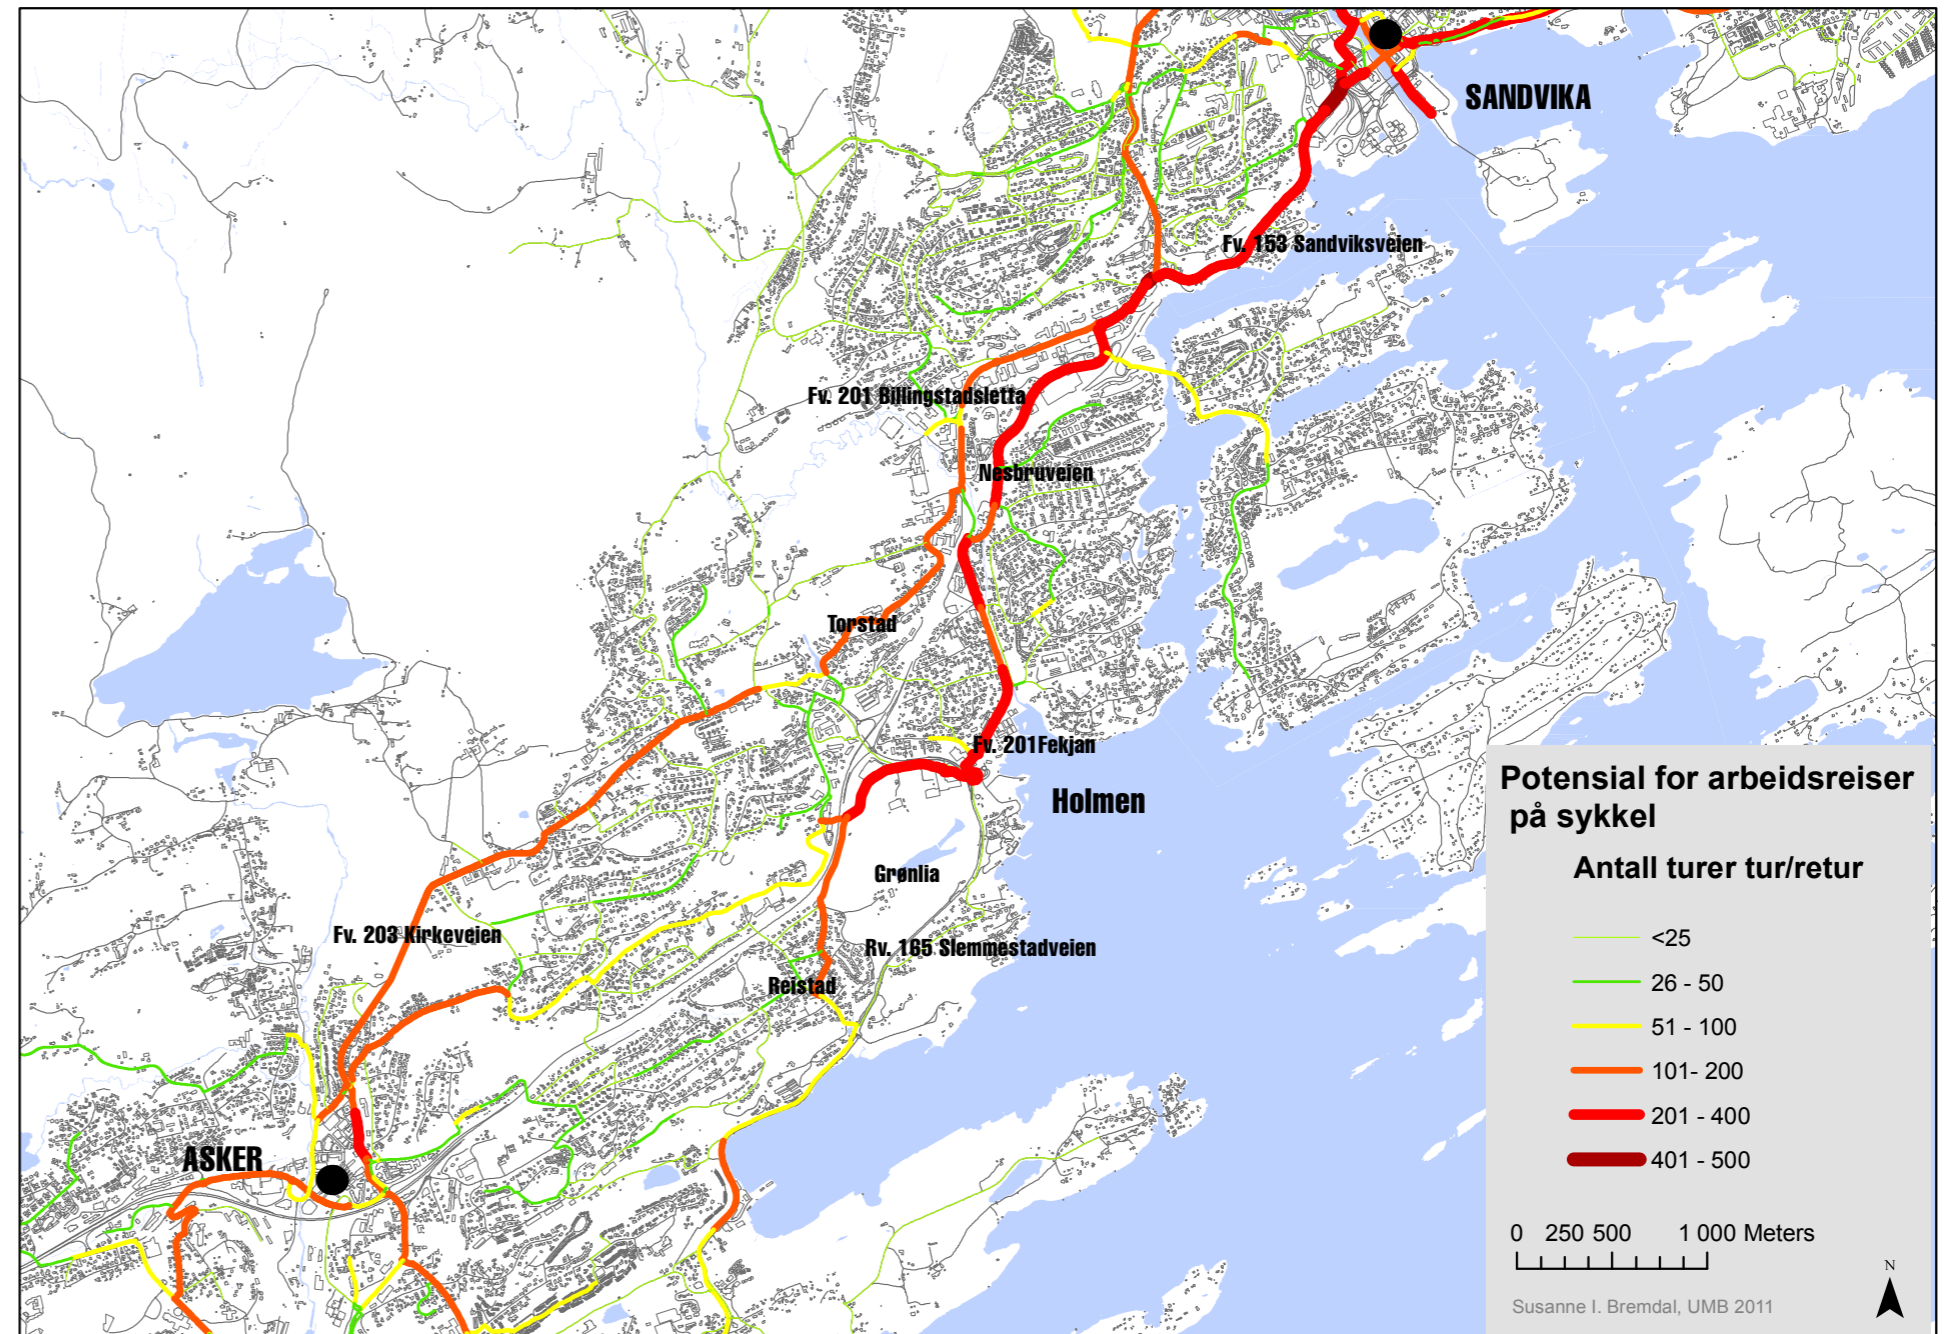 SANDVIKA
Fv. 153 Sandviksveien
Fv. 201 Billingstadsletta
Nesbruveien
Torstad
Fv. 201Fekjan
Holmen
Grønlia
Fv. 203 Kirkeveien
Rv. 165 Slemmestadveien
Reistad
ASKER
Potensial for arbeidsreiser
på sykkel
Antall turer tur/retur
<25
26 - 50
51 - 100
101- 200
201 - 400
401 - 500
0 250 500 1 000 Meters
N
Susanne I. Bremdal, UMB 2011